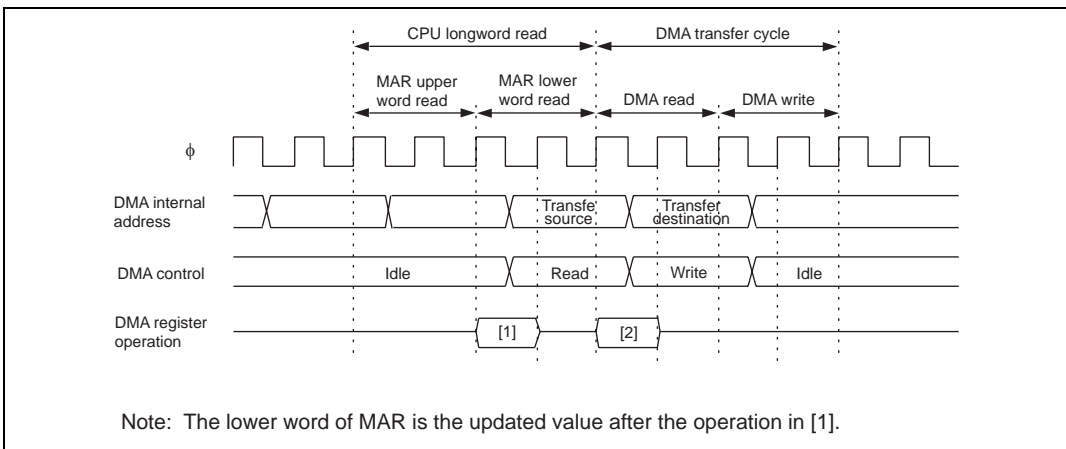 CPU longword read
DMA transfer cycle
MAR upper
word read
MAR lower
word read
DMA read
DMA write
ϕ
DMA internal
address
Transfe
source
Transfer
destination
DMA control
Idle
Read
Write
Idle
DMA register
operation
[1]
[2]
Note: The lower word of MAR is the updated value after the operation in [1].